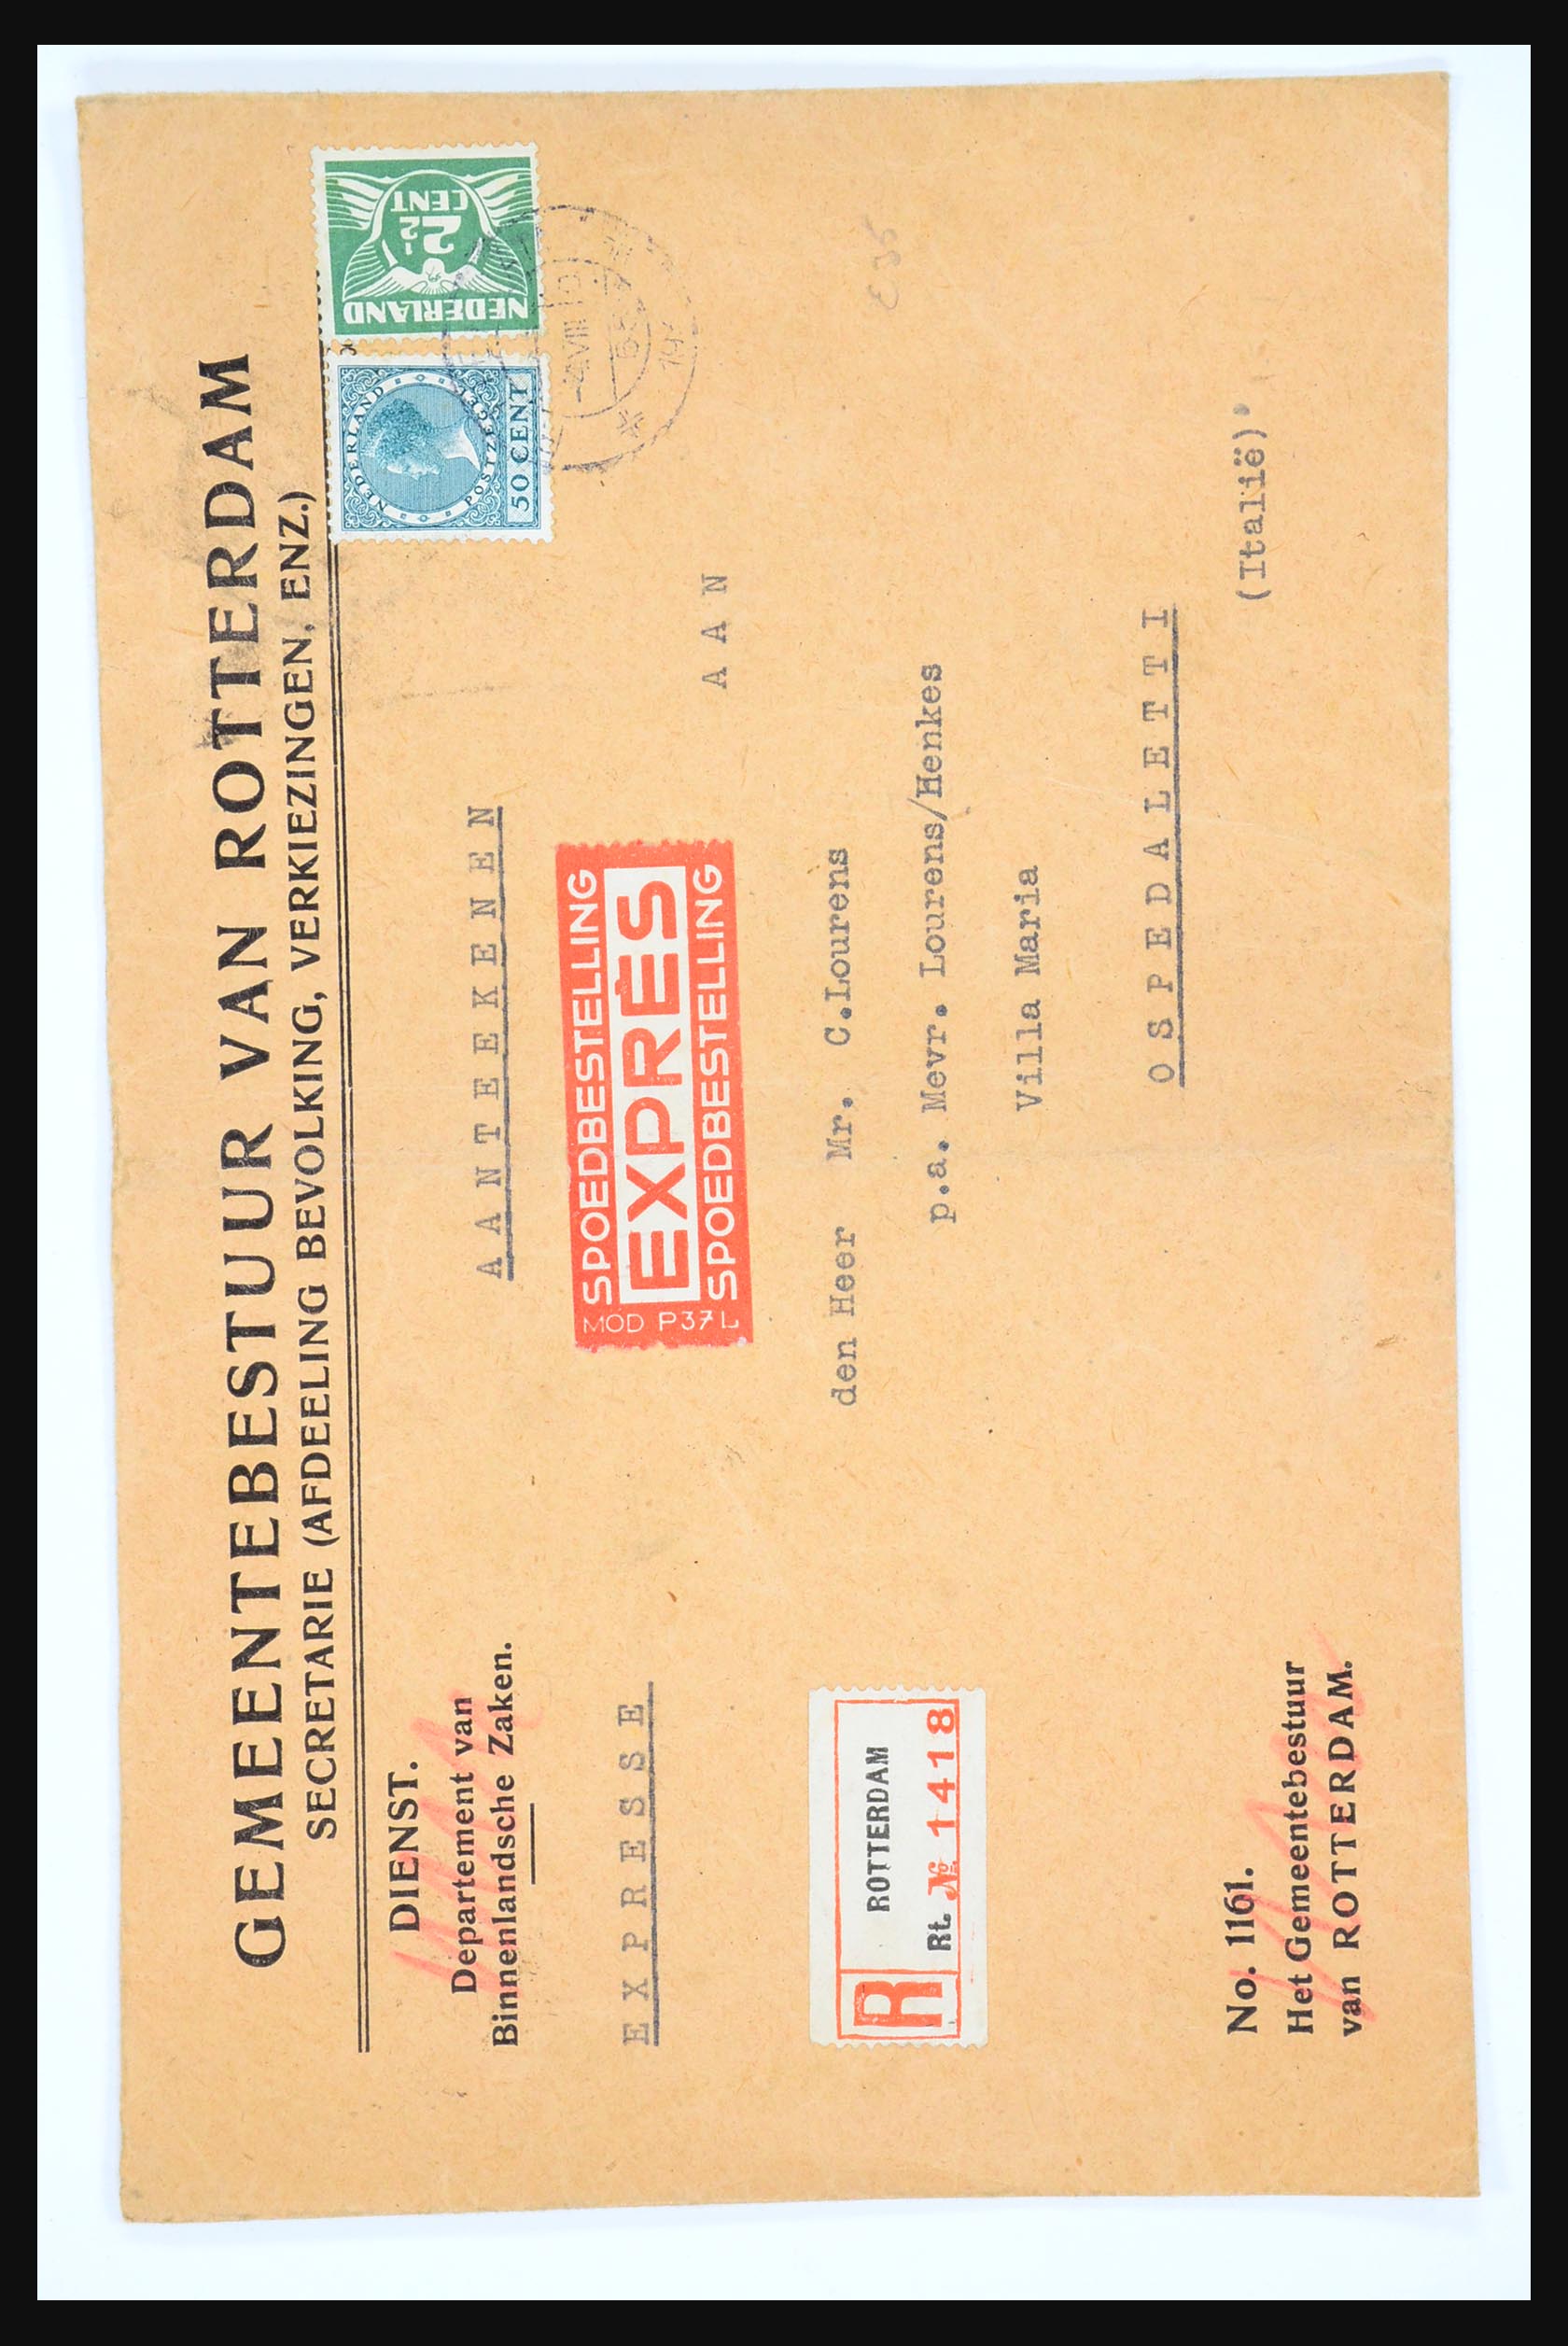 GEMEENTEBESTUUR VAN ROTTERDAM
SECRETARIE (AFDEELING BEVOLKING, VERKIEZINGEN, ENZ.)
DIENST.
Departement van
Binnenlandsche Zaken.
NEDERLAND
2½
CENT
NEDERLAND
POSTZEGEL
50 CENT
AANTEEKENEN
EXPRESSE
SPOEDBESTELLING
EXPRÈS
SPOEDBESTELLING
MOD P37L
AAN
den Heer Mr. C.Lourens
p.a. Mevr. Lourens/Henkes
Villa Maria
OSPEDALETTI
(Italië).
R
ROTTERDAM
Rt. № 1418
No. 1161.
Het Gemeentebestuur
van ROTTERDAM.